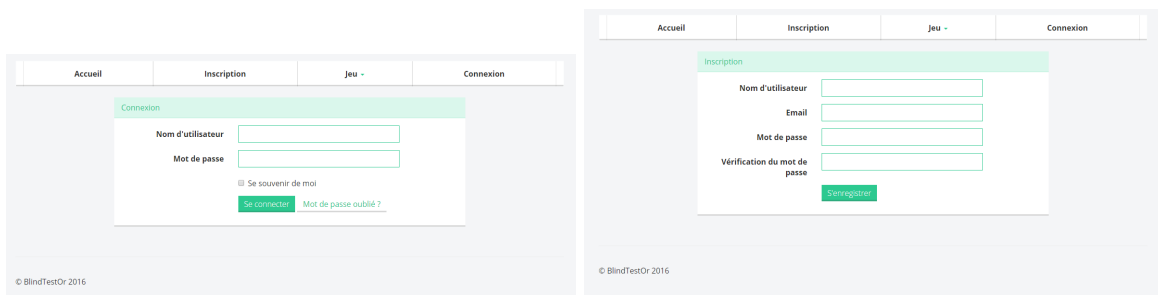 Accueil Inscription Jeu Connexion
Connexion
Nom d'utilisateur
Mot de passe
Se souvenir de moi
Se connecter Mot de passe oublié ?
© BlindTestOr 2016
Accueil Inscription Jeu Connexion
Inscription
Nom d'utilisateur
Email
Mot de passe
Vérification du mot de
passe
S'enregistrer
© BlindTestOr 2016